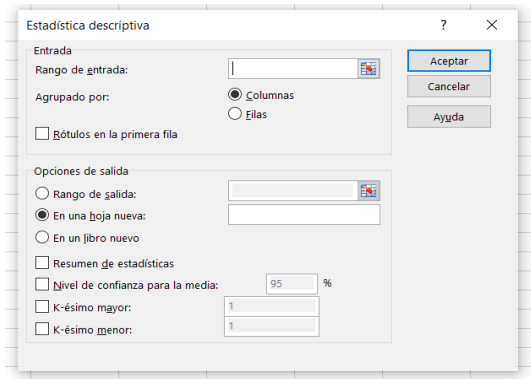 Estadística descriptiva ? ×
Entrada
Rango de entrada:
Aceptar
Agrupado por:
Columnas
Filas
Cancelar
Ayuda
Rótulos en la primera fila
Opciones de salida
Rango de salida:
En una hoja nueva:
En un libro nuevo
Resumen de estadísticas
Nivel de confianza para la media: 95 %
K-ésimo mayor: 1
K-ésimo menor: 1